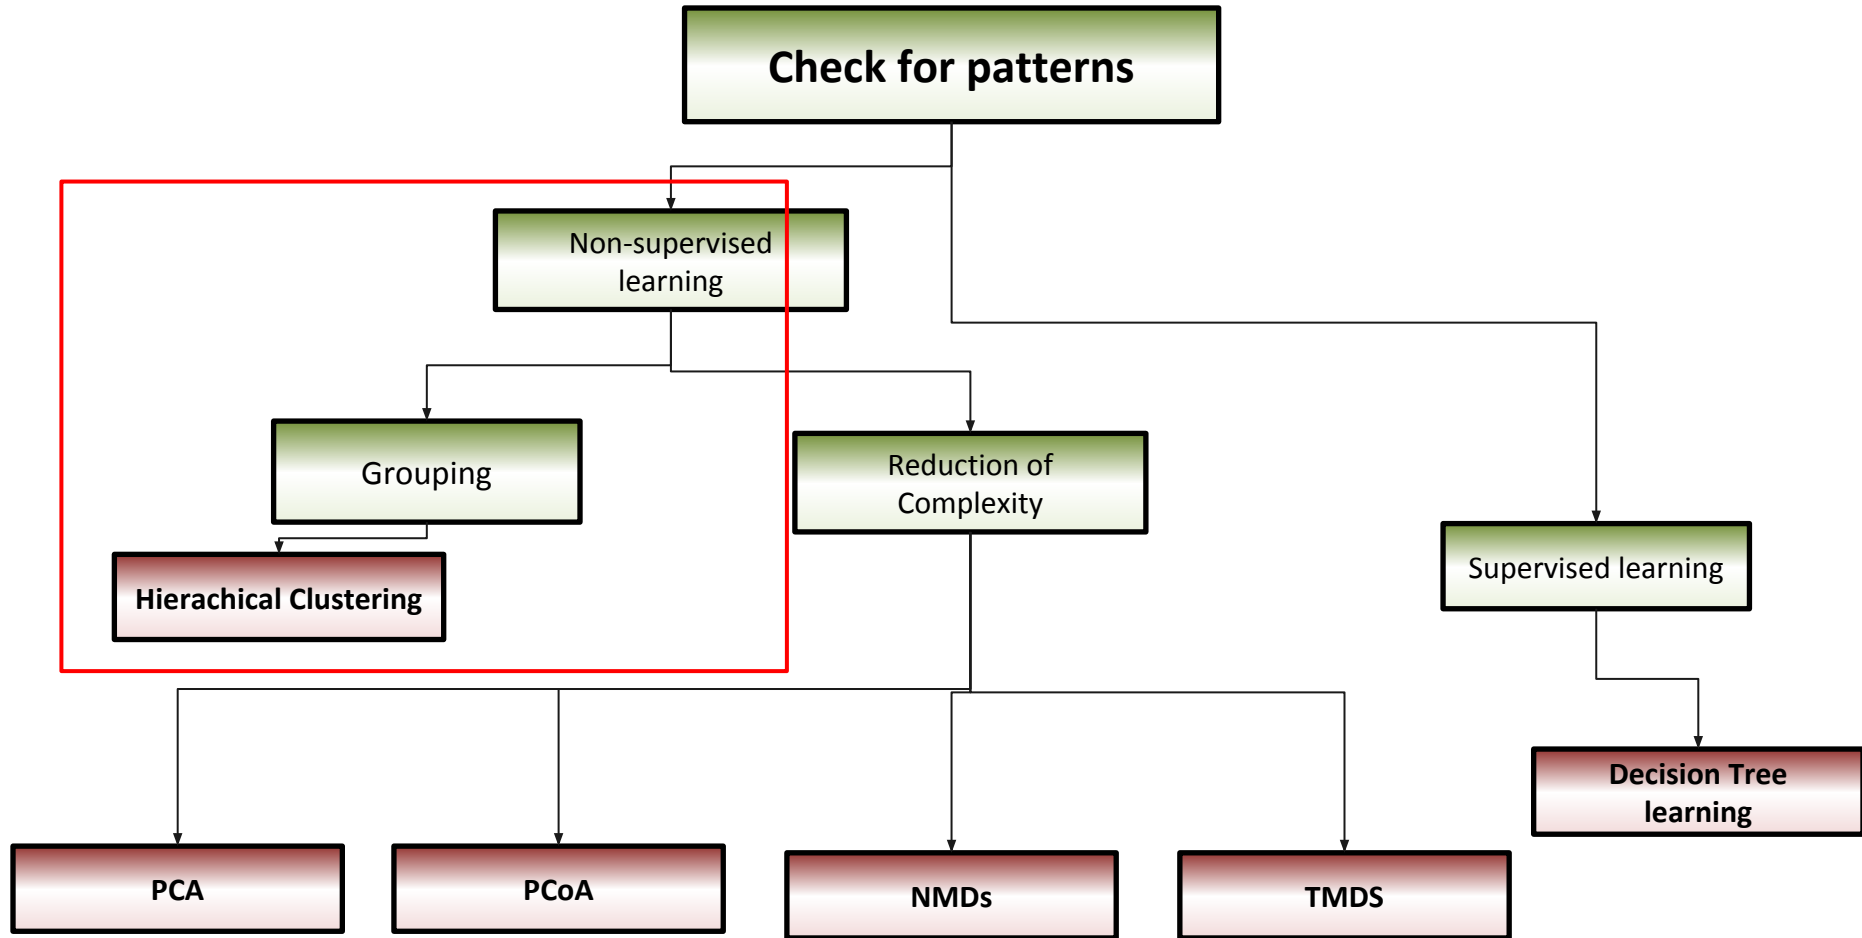 Check for patterns
Non-supervised
learning
Grouping
Reduction of
Complexity
Hierachical Clustering
Supervised learning
Decision Tree
learning
PCA
PCoA
NMDs
TMDS